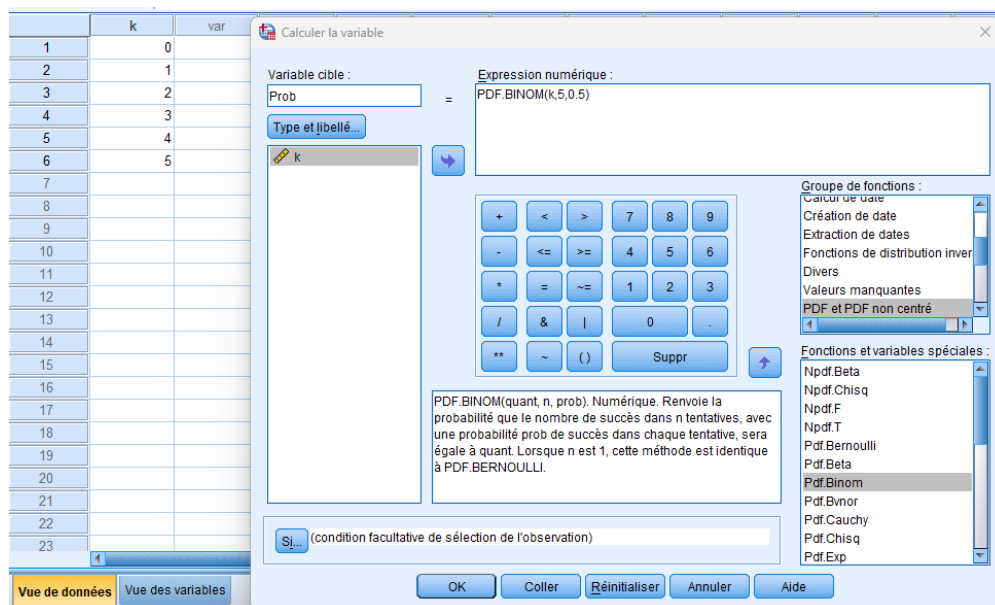 k var
1 0
2 1
3 2
4 3
5 4
6 5
7
8
9
10
11
12
13
14
15
16
17
18
19
20
21
22
23
Vue de données Vue des variables
Calculer la variable
Variable cible :
Prob
Type et libellé...
k
=
Expression numérique :
PDF.BINOM(k,5,0.5)
+ < > 7 8 9
- <= >= 4 5 6
* = ~= 1 2 3
/ & | 0 .
** ~ ( ) Suppr
PDF.BINOM(quant, n, prob). Numérique. Renvoie la
probabilité que le nombre de succès dans n tentatives, avec
une probabilité prob de succès dans chaque tentative, sera
égale à quant. Lorsque n est 1, cette méthode est identique
à PDF.BERNOULLI.
Groupe de fonctions :
Calcul de date
Création de date
Extraction de dates
Fonctions de distribution inver
Divers
Valeurs manquantes
PDF et PDF non centré
Fonctions et variables spéciales :
Npdf.Beta
Npdf.Chisq
Npdf.F
Npdf.T
Pdf.Bernoulli
Pdf.Beta
Pdf.Binom
Pdf.Bvnor
Pdf.Cauchy
Pdf.Chisq
Pdf.Exp
Si... (condition facultative de sélection de l'observation)
OK Coller Réinitialiser Annuler Aide